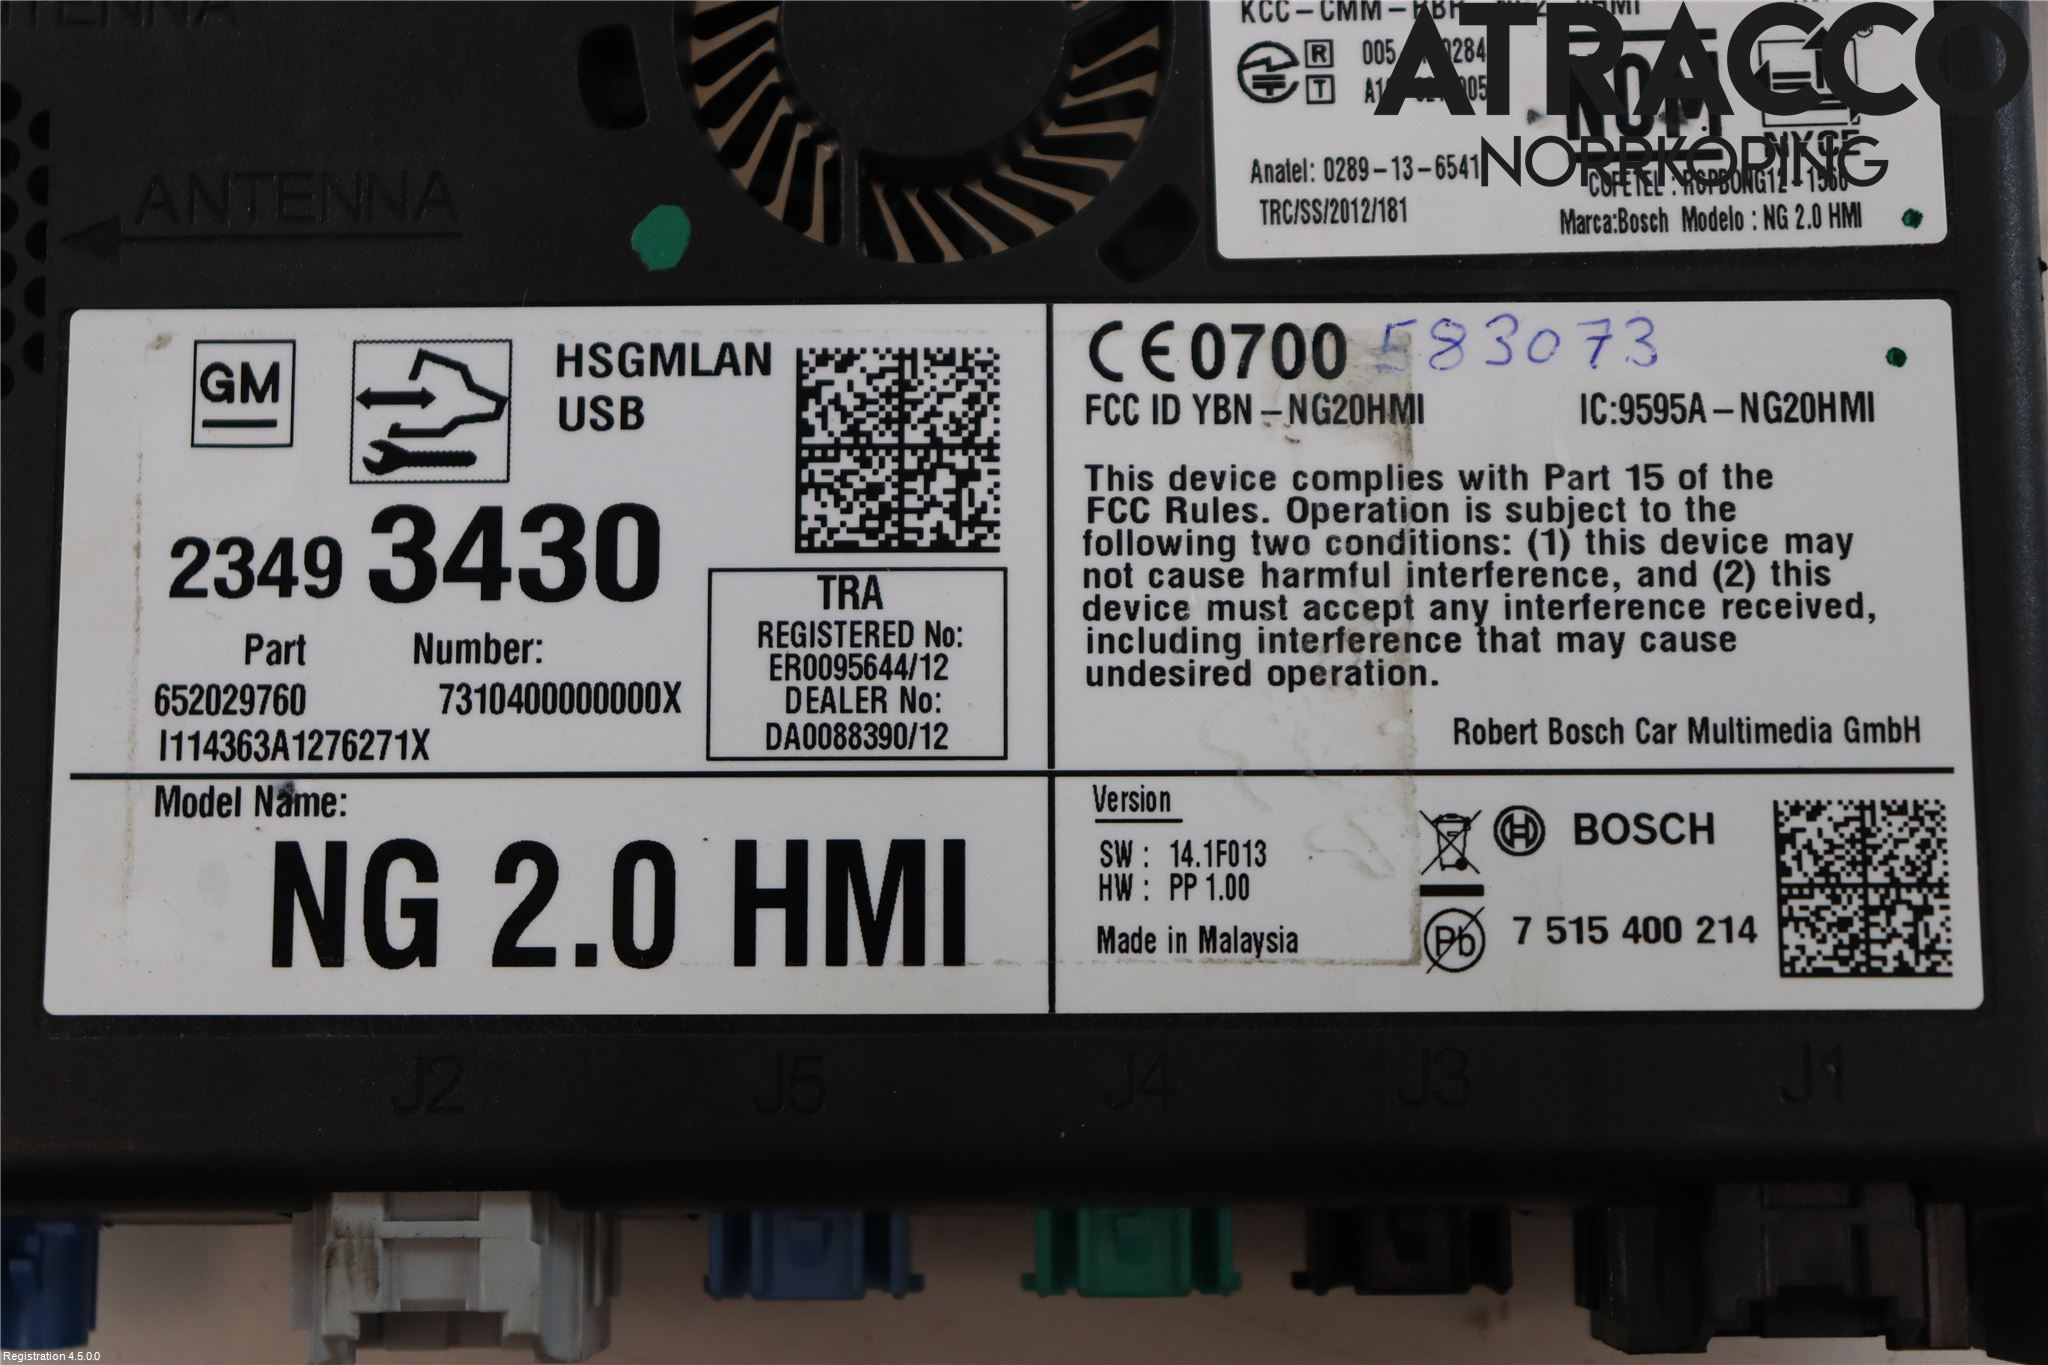 ATRACCO
NORRKÖPING
R 005
T
Anatel: 0289-13-6541
TRC/SS/2012/181
Marca:Bosch Modelo : NG 2.0 HMI
ANTENNA
GM
HSGMLAN
USB
2349 3430
Part Number:
652029760 7310400000000X
I114363A1276271X
TRA
REGISTERED No:
ER0095644/12
DEALER No:
DA0088390/12
Model Name:
NG 2.0 HMI
CE0700 583073
FCC ID YBN-NG20HMI IC:9595A-NG20HMI
This device complies with Part 15 of the
FCC Rules. Operation is subject to the
following two conditions: (1) this device may
not cause harmful interference, and (2) this
device must accept any interference received,
including interference that may cause
undesired operation.
Robert Bosch Car Multimedia GmbH
Version
SW : 14.1F013
HW : PP 1.00
Made in Malaysia
BOSCH
Pb
7 515 400 214
J2 J5 J4 J3 J1
Registration 4.5.0.0